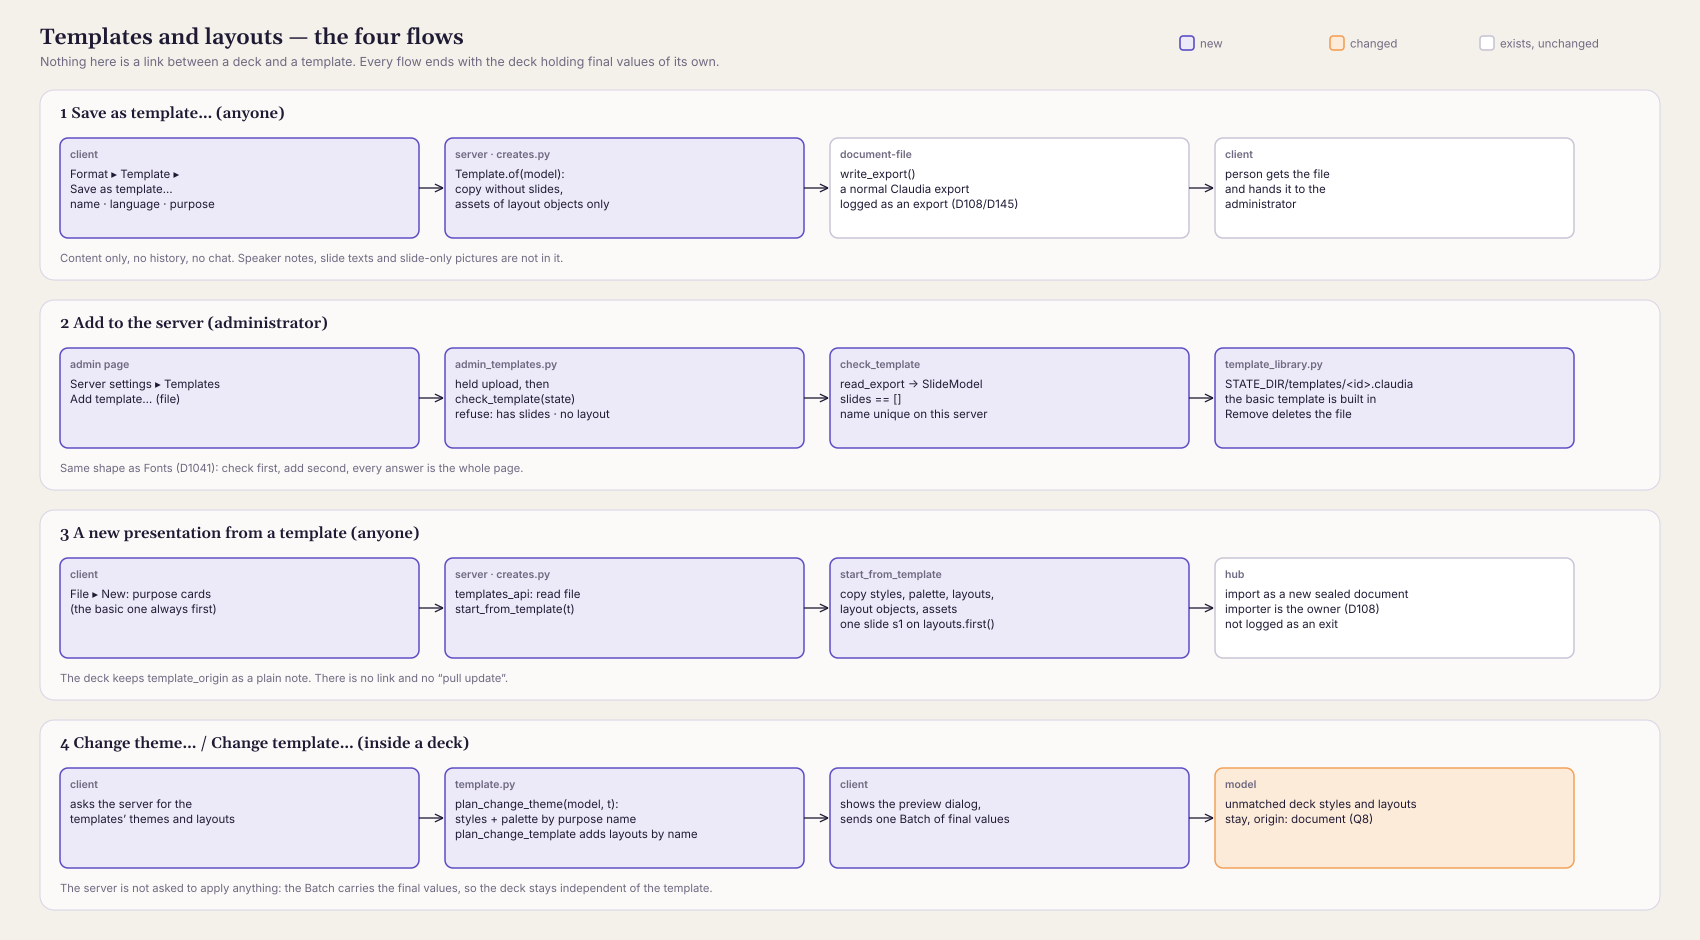 Templates and layouts — the four flows
new
changed
exists, unchanged
Nothing here is a link between a deck and a template. Every flow ends with the deck holding final values of its own.
1 Save as template… (anyone)
client
Format ▸ Template ▸
Save as template…
name · language · purpose
server · creates.py
Template.of(model):
copy without slides,
assets of layout objects only
document-file
write_export()
a normal Claudia export
logged as an export (D108/D145)
client
person gets the file
and hands it to the
administrator
Content only, no history, no chat. Speaker notes, slide texts and slide-only pictures are not in it.
2 Add to the server (administrator)
admin page
Server settings ▸ Templates
Add template… (file)
admin_templates.py
held upload, then
check_template(state)
refuse: has slides · no layout
check_template
read_export → SlideModel
slides == []
name unique on this server
template_library.py
STATE_DIR/templates/<id>.claudia
the basic template is built in
Remove deletes the file
Same shape as Fonts (D1041): check first, add second, every answer is the whole page.
3 A new presentation from a template (anyone)
client
File ▸ New: purpose cards
(the basic one always first)
server · creates.py
templates_api: read file
start_from_template(t)
start_from_template
copy styles, palette, layouts,
layout objects, assets
one slide s1 on layouts.first()
hub
import as a new sealed document
importer is the owner (D108)
not logged as an exit
The deck keeps template_origin as a plain note. There is no link and no “pull update”.
4 Change theme… / Change template… (inside a deck)
client
asks the server for the
templates’ themes and layouts
template.py
plan_change_theme(model, t):
styles + palette by purpose name
plan_change_template adds layouts by name
client
shows the preview dialog,
sends one Batch of final values
model
unmatched deck styles and layouts
stay, origin: document (Q8)
The server is not asked to apply anything: the Batch carries the final values, so the deck stays independent of the template.